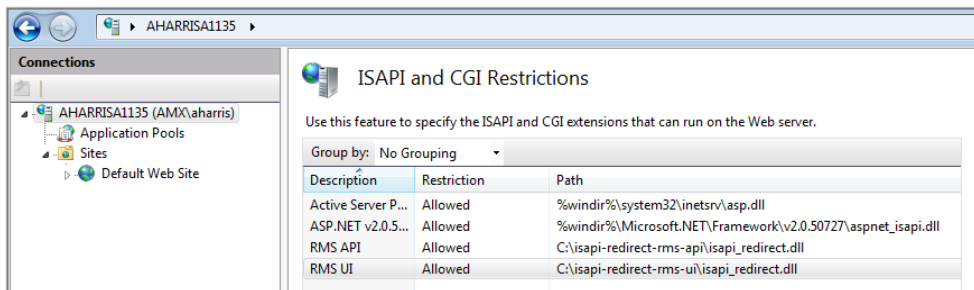 AHARRISA1135
Connections
AHARRISA1135 (AMX\aharris)
Application Pools
Sites
Default Web Site
ISAPI and CGI Restrictions
Use this feature to specify the ISAPI and CGI extensions that can run on the Web server.
Group by: No Grouping
Description Restriction Path
Active Server P... Allowed %windir%\system32\inetsrv\asp.dll
ASP.NET v2.0.5... Allowed %windir%\Microsoft.NET\Framework\v2.0.50727\aspnet_isapi.dll
RMS API Allowed C:\isapi-redirect-rms-api\isapi_redirect.dll
RMS UI Allowed C:\isapi-redirect-rms-ui\isapi_redirect.dll